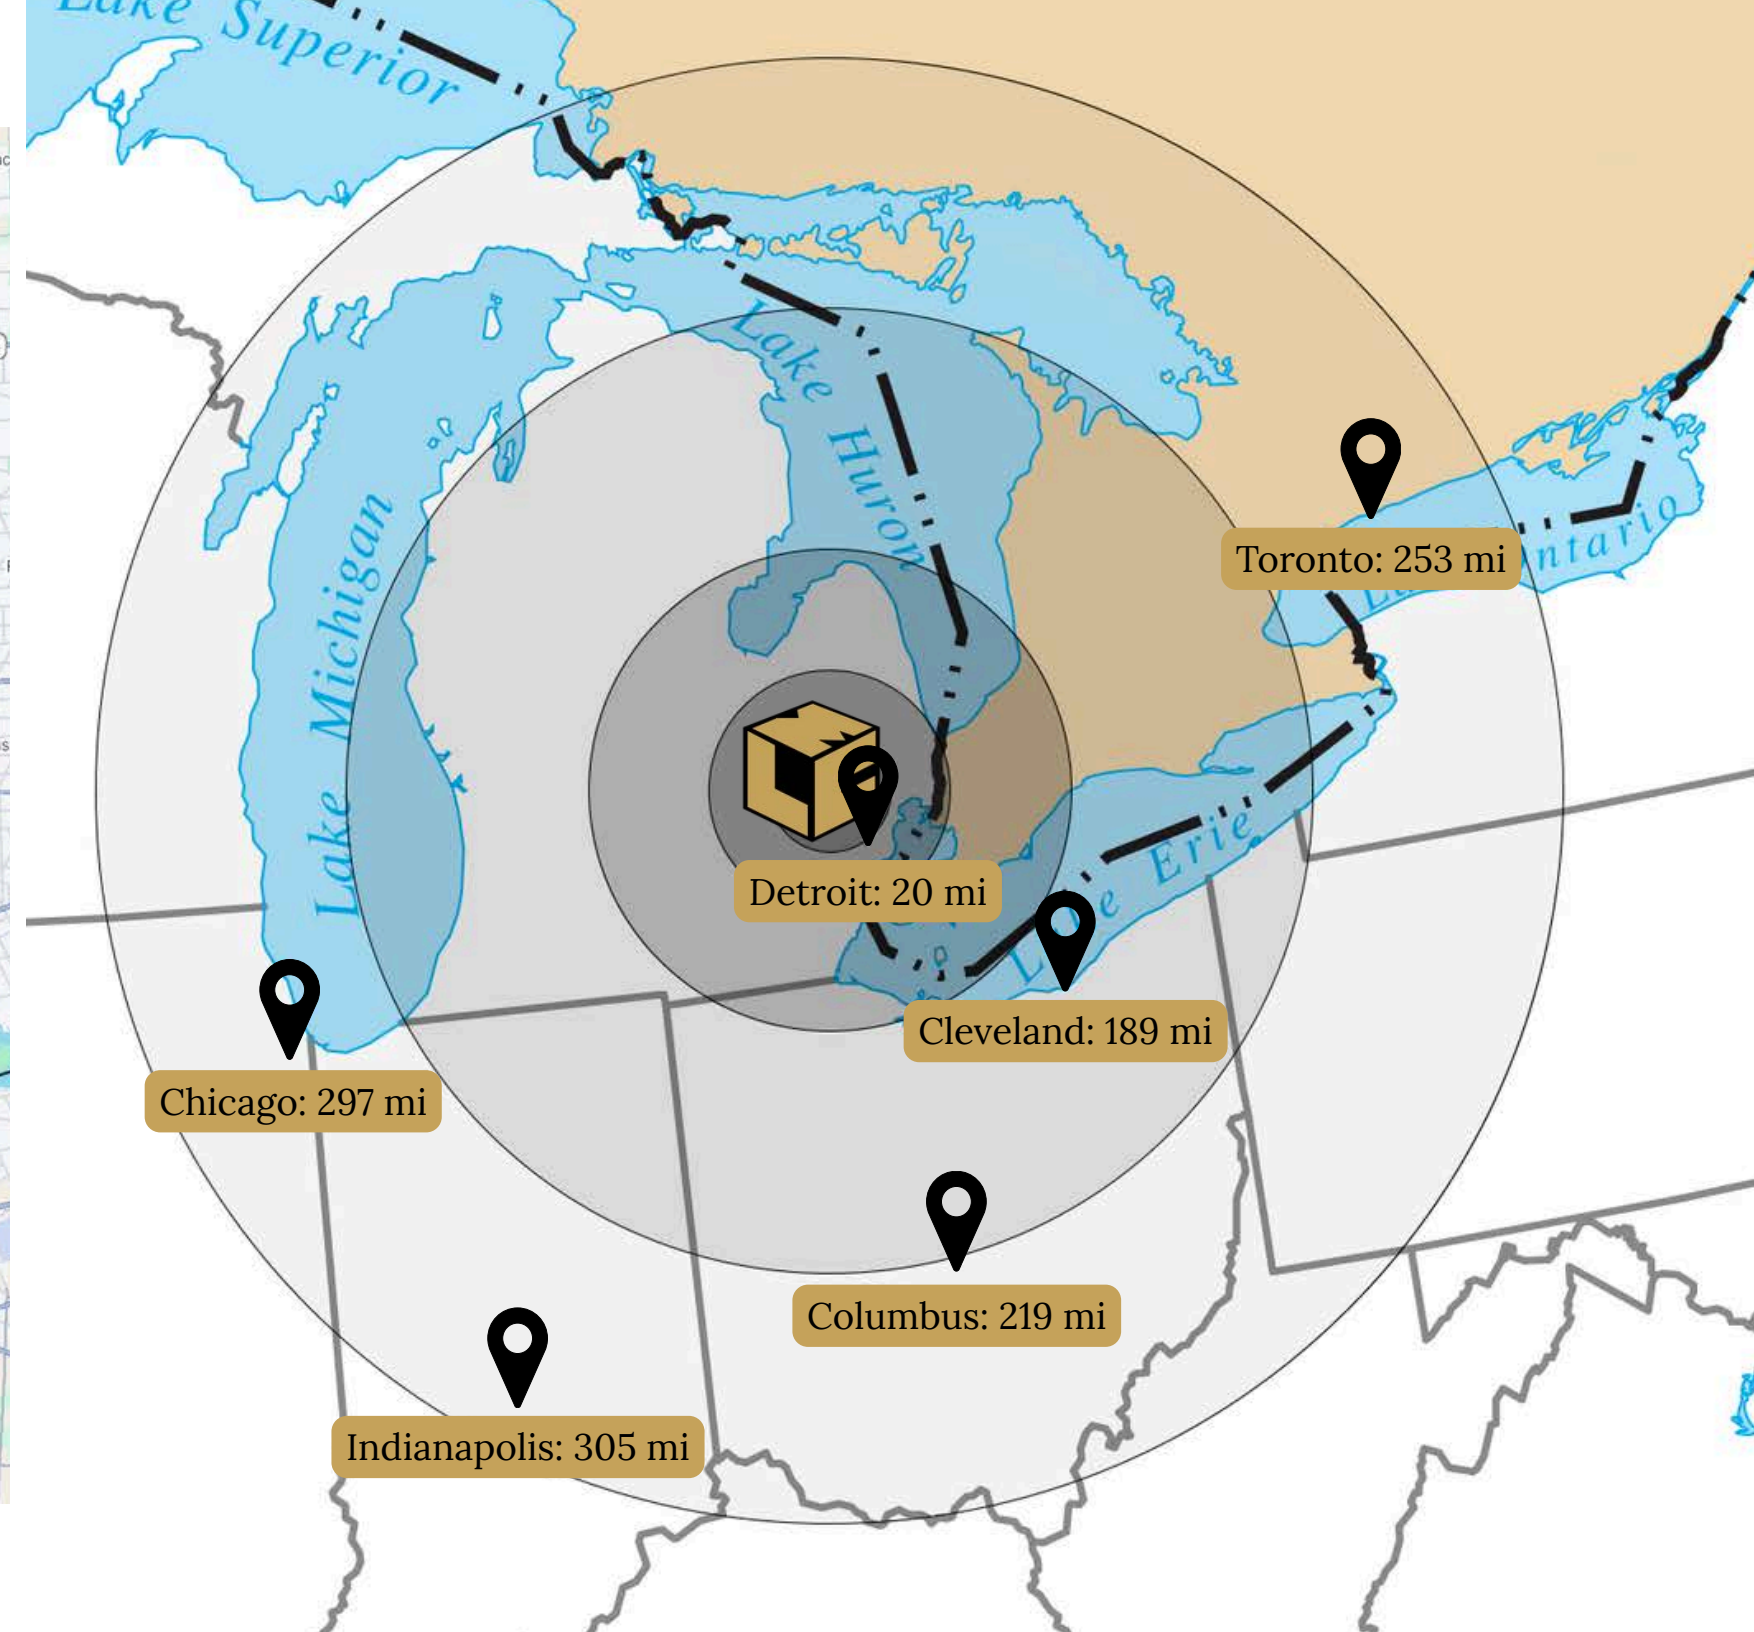 Lake Superior
Lake
Huron
Lake Michigan
Toronto: 253 mi
ntario
Detroit: 20 mi
Erie
Cleveland: 189 mi
Chicago: 297 mi
Columbus: 219 mi
Indianapolis: 305 mi